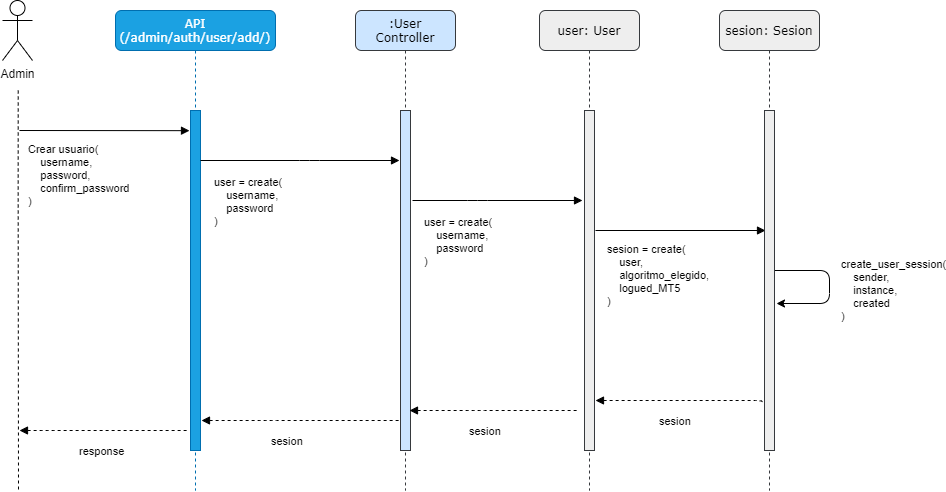 API
(/admin/auth/user/add/)
:User
Controller
user: User
sesion: Sesion
Admin
Crear usuario(
username,
password,
confirm_password
)
user = create(
username,
password
)
user = create(
username,
password
)
sesion = create(
user,
algoritmo_elegido,
logued_MT5
)
create_user_session(
sender,
instance,
created
)
sesion
sesion
sesion
response